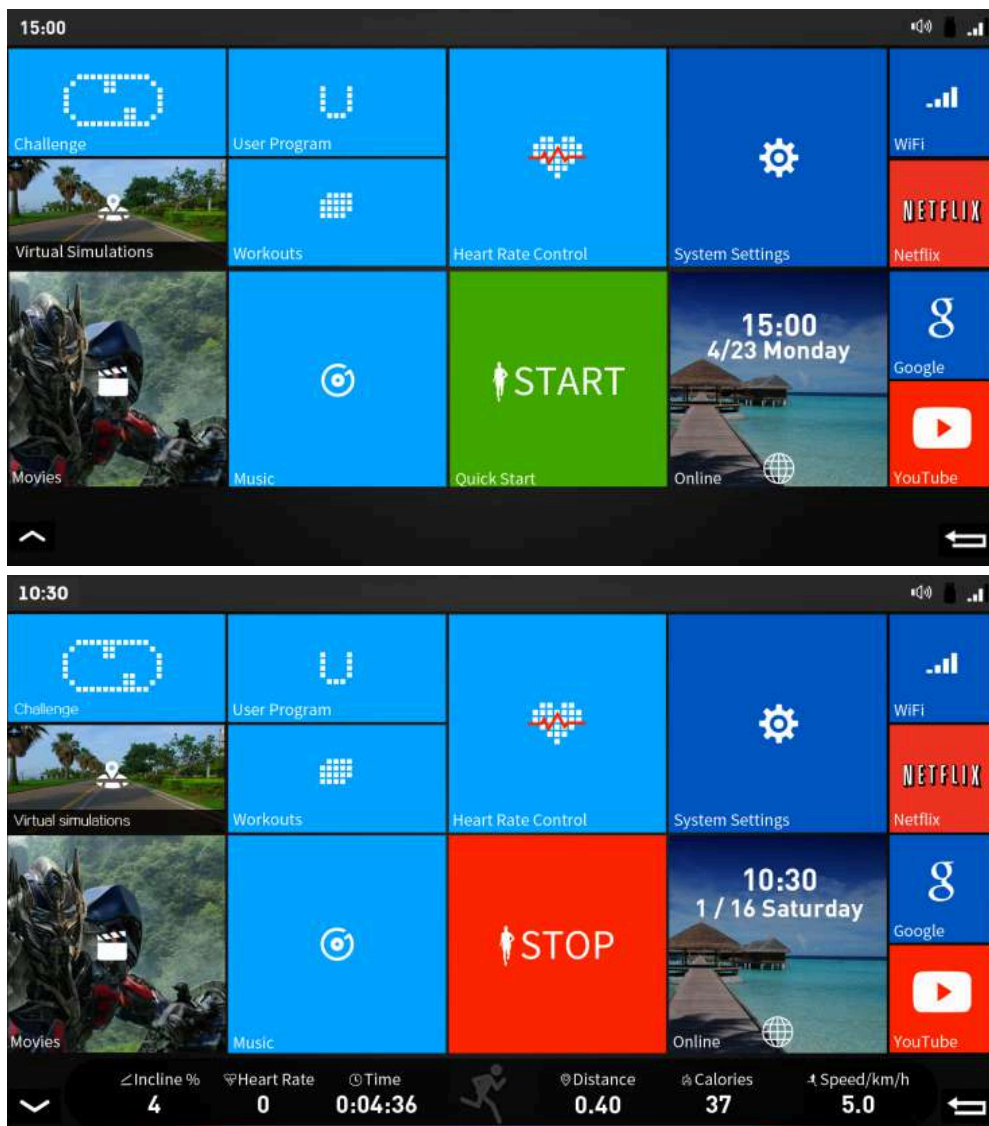 15:00
Challenge
User Program
WiFi
Virtual Simulations
Workouts
Heart Rate Control
System Settings
NETFLIX
Netflix
15:00
4/23 Monday
g
Google
START
Movies
Music
Quick Start
Online
YouTube
10:30
Challenge
User Program
WiFi
Virtual simulations
Workouts
Heart Rate Control
System Settings
NETFLIX
Netflix
10:30
1 / 16 Saturday
g
Google
STOP
Movies
Music
Online
YouTube
Incline % Heart Rate Time Distance Calories Speed/km/h
4 0 0:04:36 0.40 37 5.0